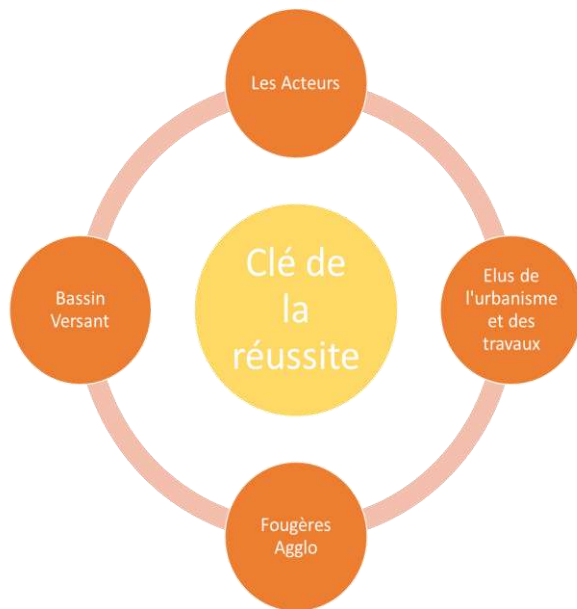 Les Acteurs
Clé de
la
réussite
Bassin
Versant
Elus de
l'urbanisme
et des
travaux
Fougères
Agglo